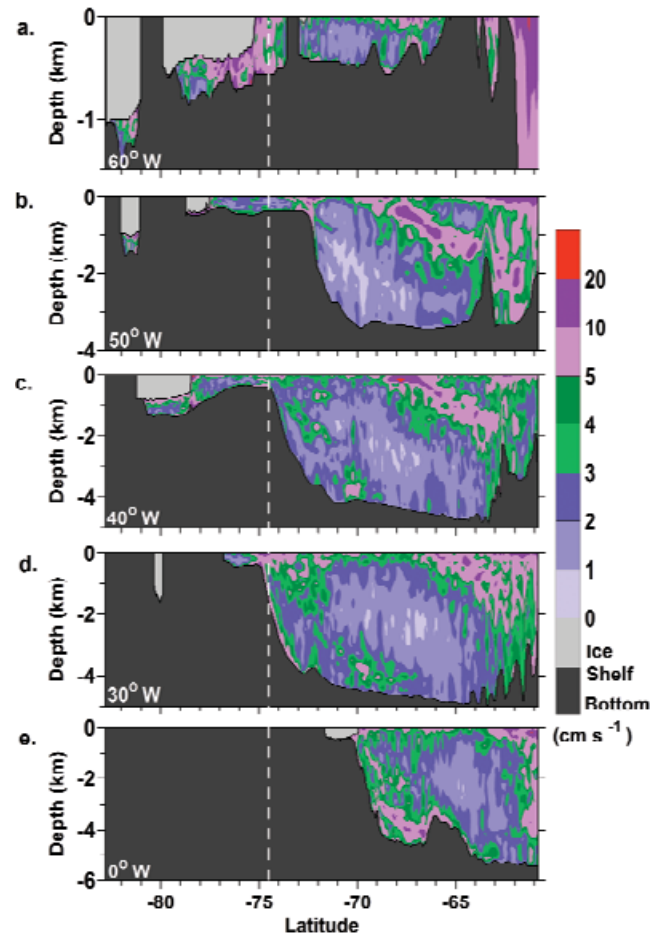 a.
0
-1
Depth (km)
60° W
b.
0
-2
-4
Depth (km)
50° W
c.
0
-2
-4
Depth (km)
40° W
d.
0
-2
-4
Depth (km)
30° W
e.
0
-2
-4
-6
Depth (km)
0° W
-80 -75 -70 -65
Latitude
20
10
5
4
3
2
1
0
Ice
Shelf
Bottom
(cm s⁻¹)